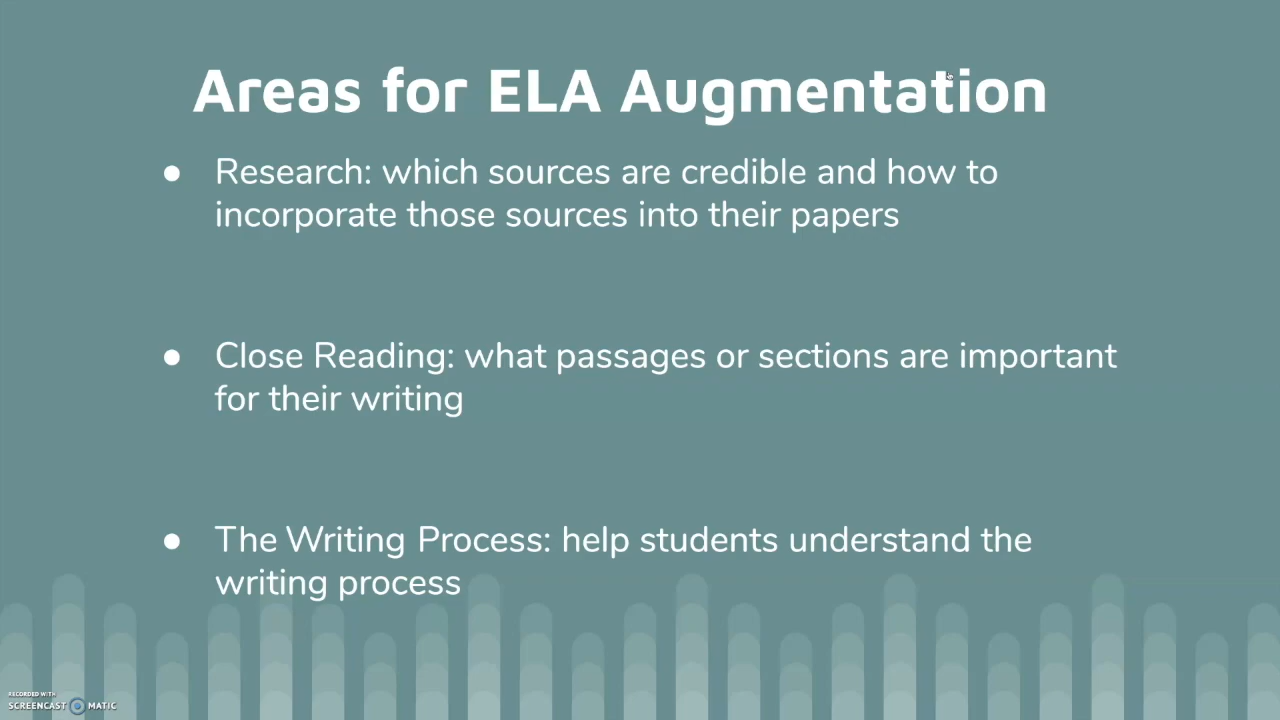 Areas for ELA Augmentation
● Research: which sources are credible and how to
incorporate those sources into their papers
● Close Reading: what passages or sections are important
for their writing
● The Writing Process: help students understand the
writing process
RECORDED WITH
SCREENCAST MATIC